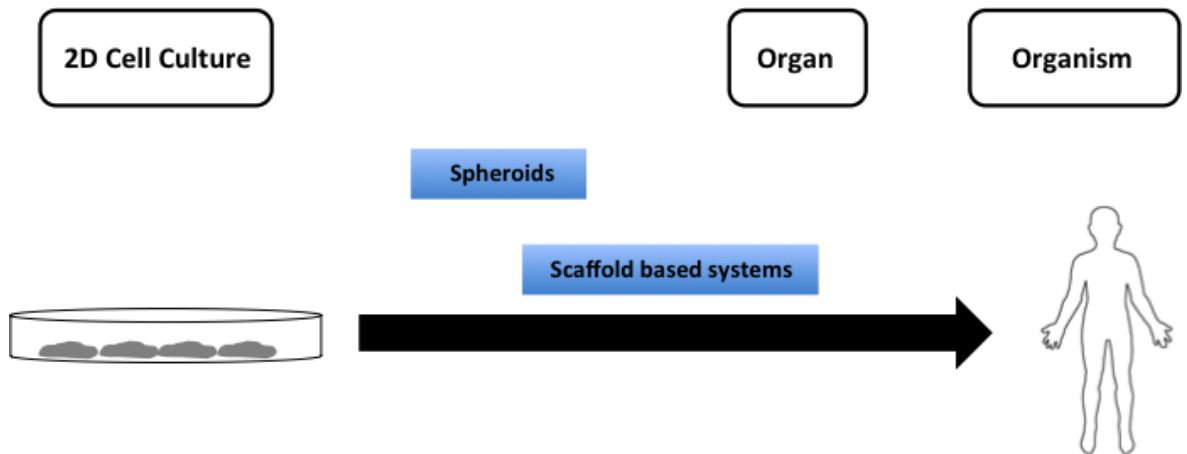 2D Cell Culture
Organ
Organism
Spheroids
Scaffold based systems